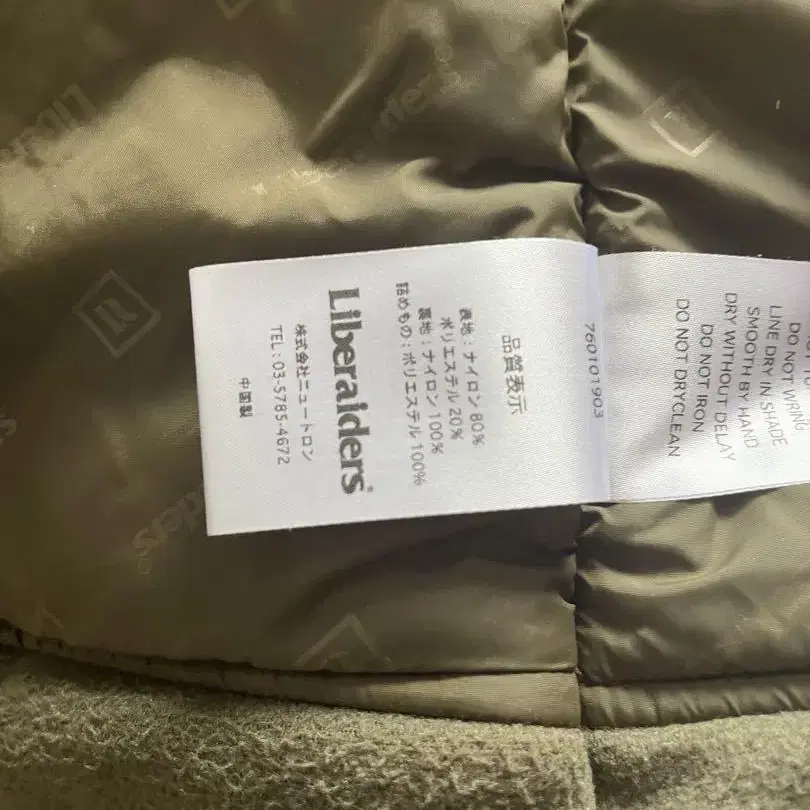 760101903
品質表示
表地：ナイロン 80%
ポリエステル 20%
裏地：ナイロン 100%
詰めもの：ポリエステル 100%
Liberaiders®
株式会社ニュートロン
TEL：03-5785-4672
中国製
DO NOT WRING
LINE DRY IN SHADE
SMOOTH BY HAND
DRY WITHOUT DELAY
DO NOT IRON
DO NOT DRYCLEAN